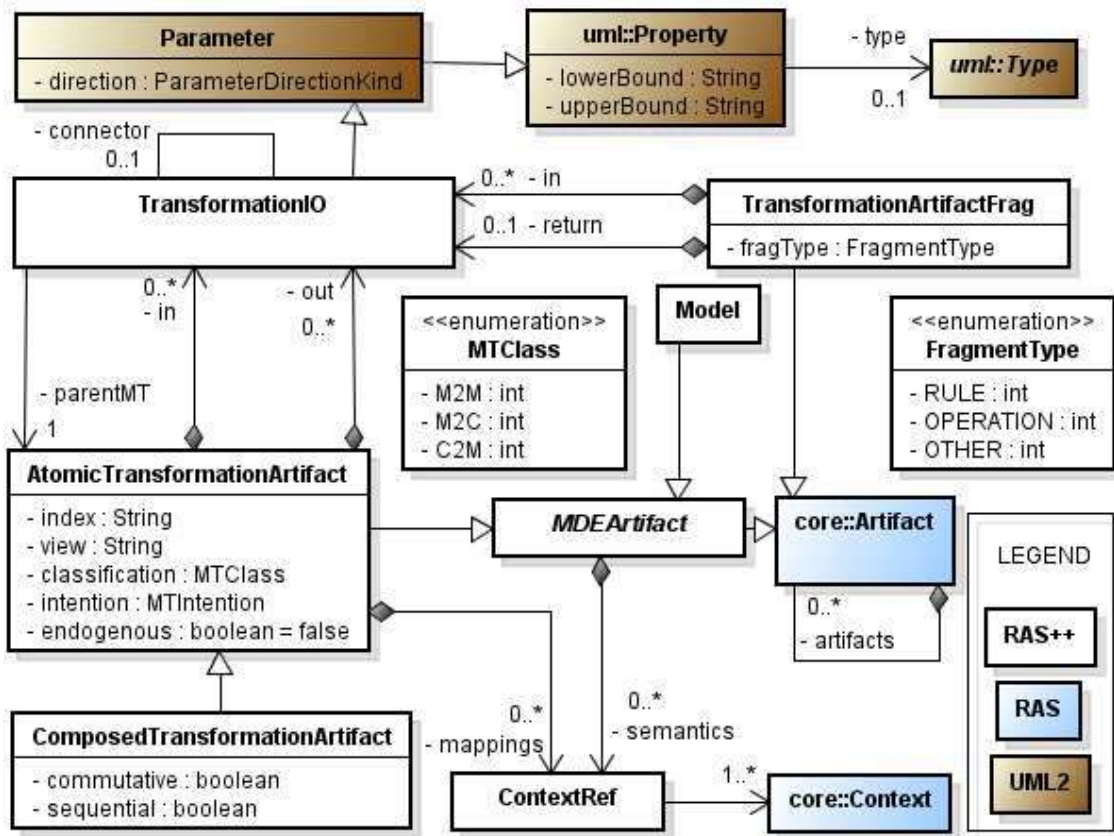 Parameter
- direction : ParameterDirectionKind
uml::Property
- lowerBound : String
- upperBound : String
- type
0..1
uml::Type
- connector
0..1
TransformationIO
0..* - in
0..1 - return
TransformationArtifactFrag
- fragType : FragmentType
0..*
- in
- out
0..*
- parentMT
1
<<enumeration>>
MTClass
- M2M : int
- M2C : int
- C2M : int
Model
<<enumeration>>
FragmentType
- RULE : int
- OPERATION : int
- OTHER : int
AtomicTransformationArtifact
- index : String
- view : String
- classification : MTClass
- intention : MTIntention
- endogenous : boolean = false
MDEArtifact
core::Artifact
0..*
- artifacts
LEGEND
RAS++
RAS
UML2
ComposedTransformationArtifact
- commutative : boolean
- sequential : boolean
0..*
- mappings
0..*
- semantics
ContextRef
1..*
core::Context